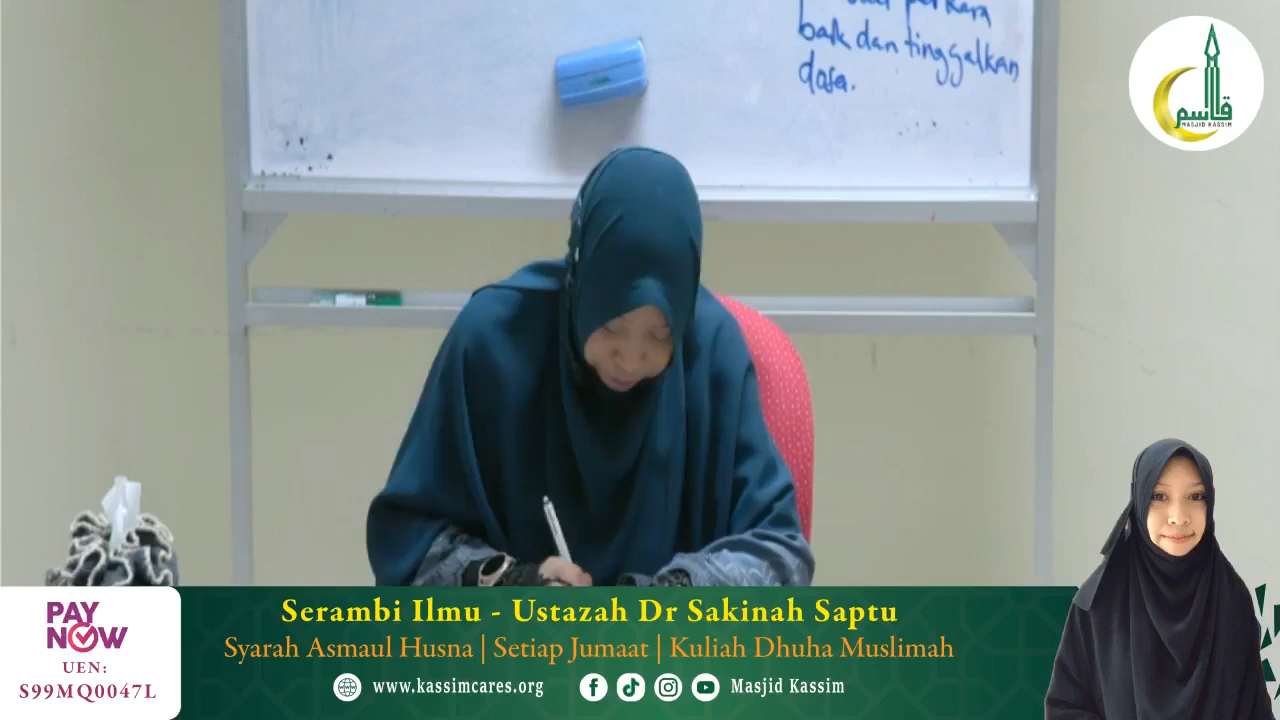 perkara
baik dan tinggalkan
dosa.
قاسم
MASJID KASSIM
PAY
NOW
UEN:
S99MQ0047L
Serambi Ilmu - Ustazah Dr Sakinah Saptu
Syarah Asmaul Husna | Setiap Jumaat | Kuliah Dhuha Muslimah
www.kassimcares.org
Masjid Kassim